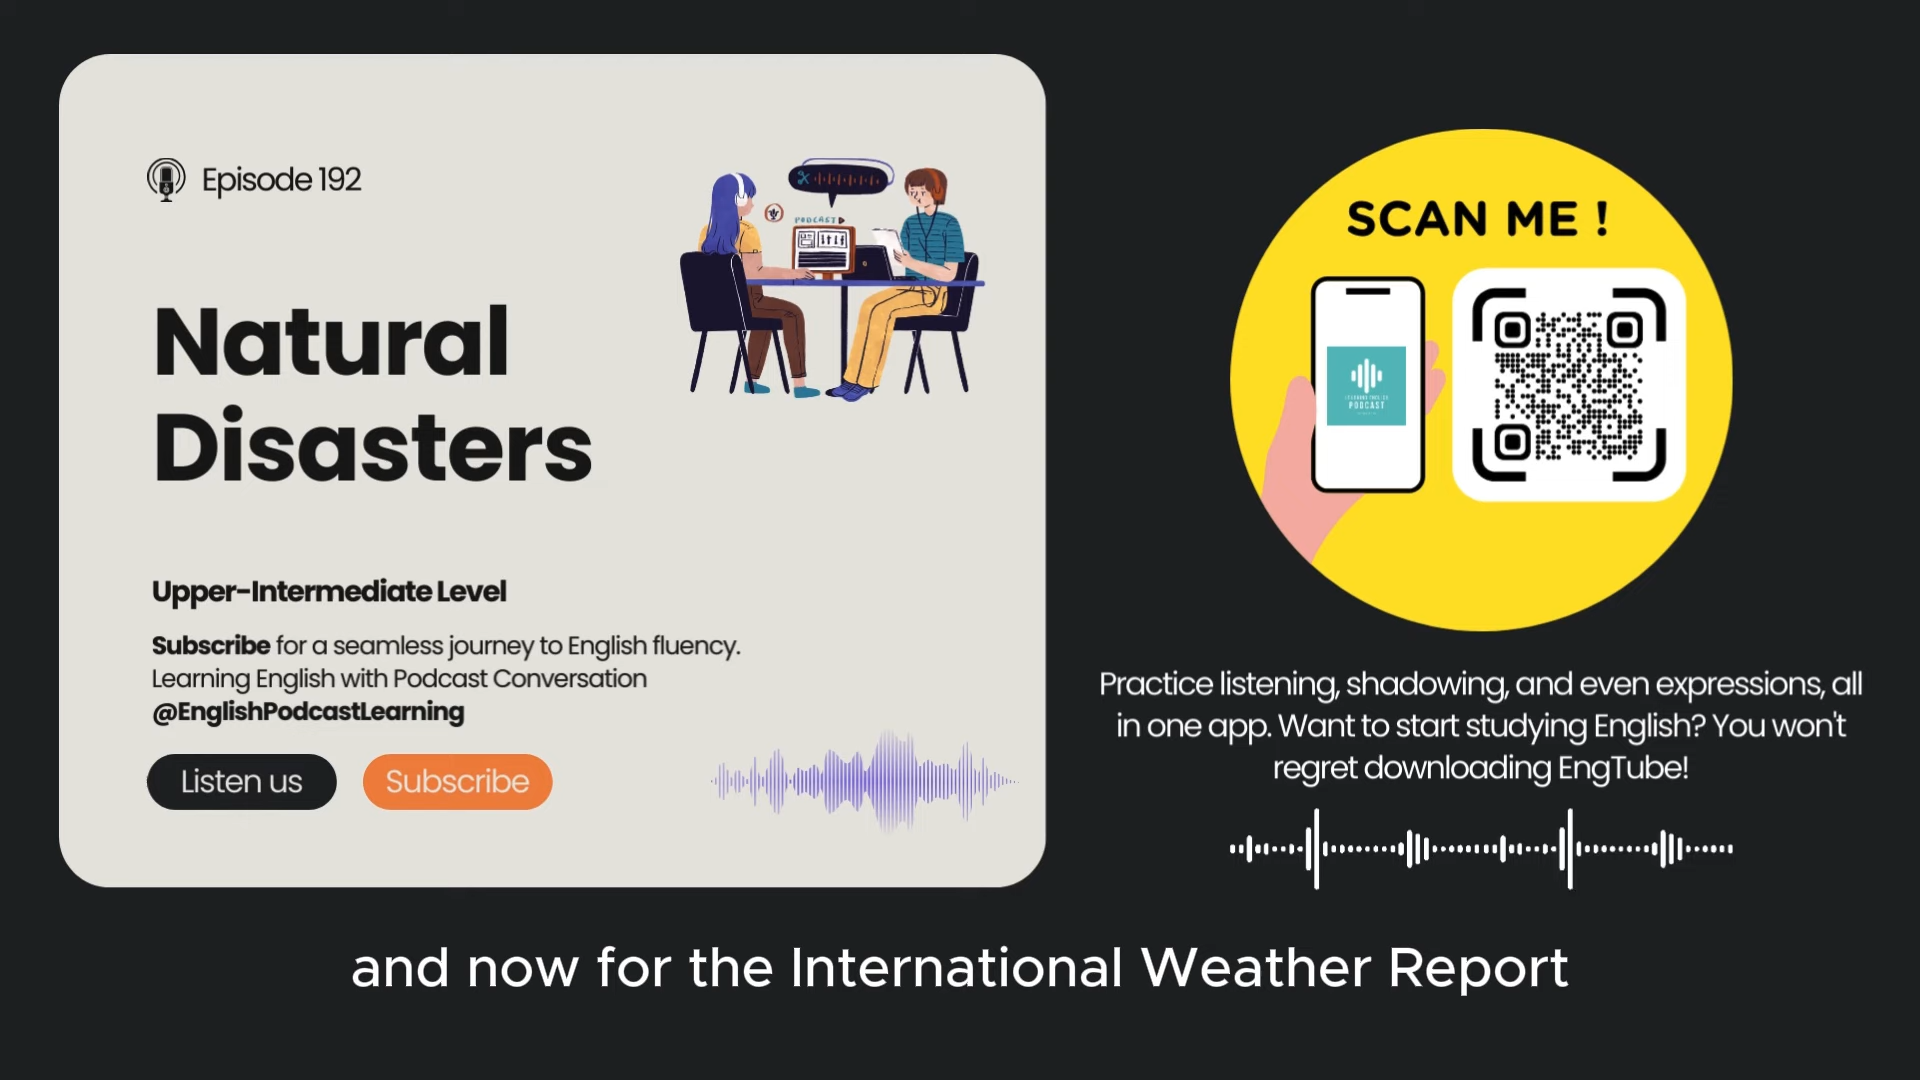 Episode 192
PODCAST
Natural
Disasters
Upper-Intermediate Level
Subscribe for a seamless journey to English fluency.
Learning English with Podcast Conversation
@EnglishPodcastLearning
Listen us
Subscribe
SCAN ME !
PODCAST
Practice listening, shadowing, and even expressions, all
in one app. Want to start studying English? You won't
regret downloading EngTube!
and now for the International Weather Report